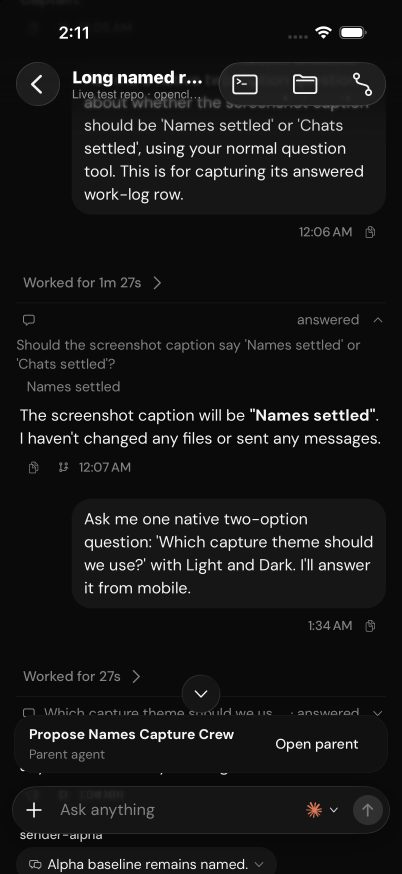 2:11
Long named r...
Live test repo · opencl...
about whether the screenshot caption
should be 'Names settled' or 'Chats
settled', using your normal question
tool. This is for capturing its answered
work-log row.
12:06 AM
Worked for 1m 27s
answered
Should the screenshot caption say 'Names settled' or
'Chats settled'?
Names settled
The screenshot caption will be "Names settled".
I haven't changed any files or sent any messages.
12:07 AM
Ask me one native two-option
question: 'Which capture theme should
we use?' with Light and Dark. I'll answer
it from mobile.
1:34 AM
Worked for 27s
Which capture theme should we us... · answered
Propose Names Capture Crew
Parent agent
Open parent
Ask anything
sender-alpha
Alpha baseline remains named.